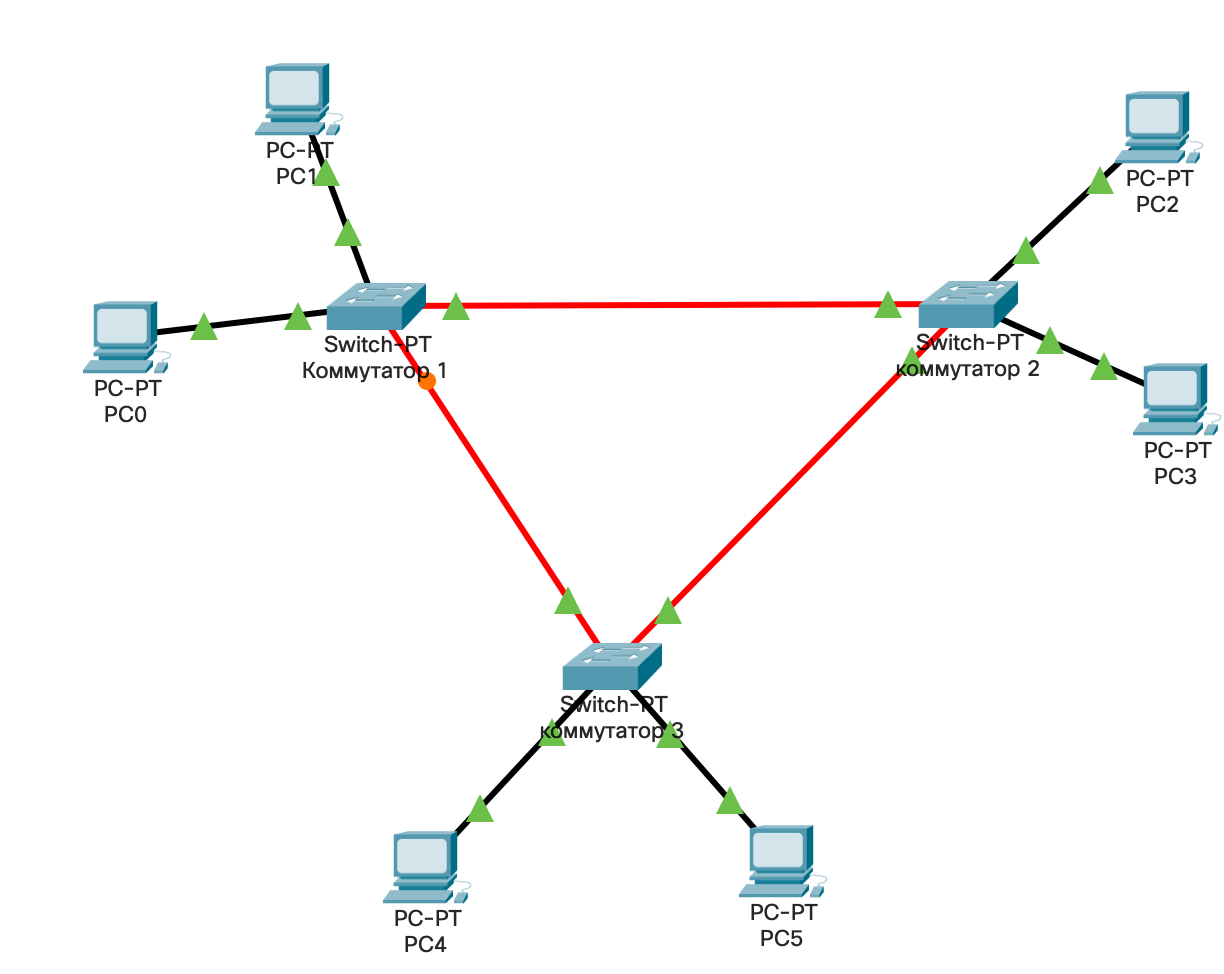 PC-PT
PC1
PC-PT
PC2
Switch-PT
Коммутатор 1
Switch-PT
коммутатор 2
PC-PT
PC0
PC-PT
PC3
Switch-PT
коммутатор 3
PC-PT
PC4
PC-PT
PC5